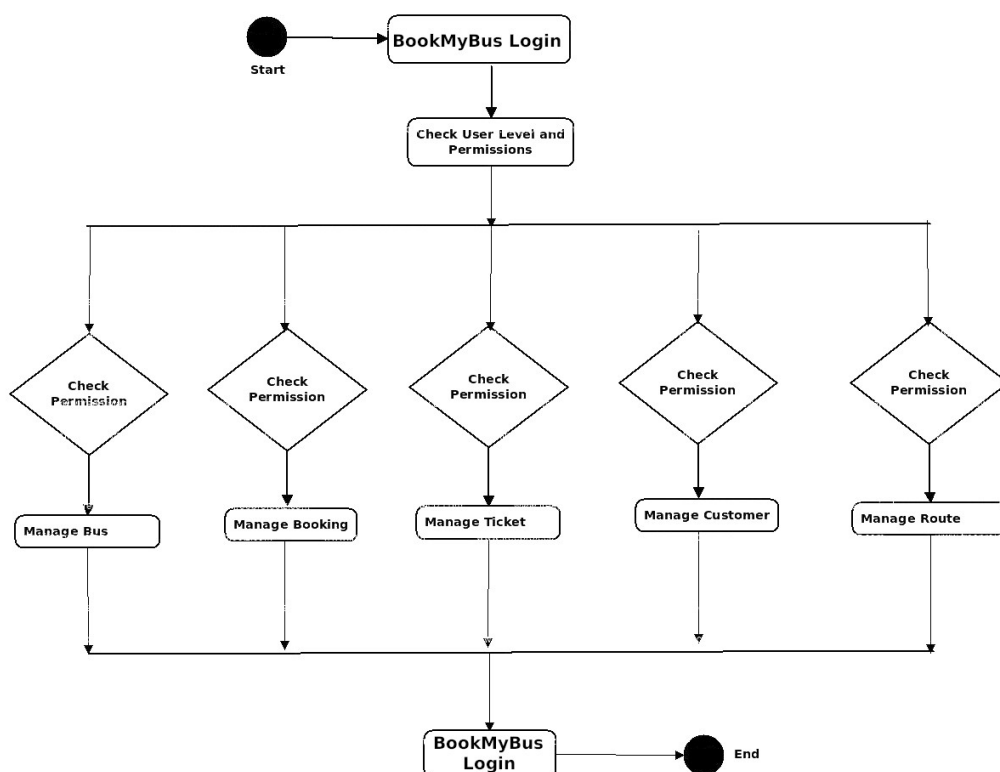 BookMyBus Login
Start
Check User Level and
Permissions
Check
Permission
Check
Permission
Check
Permission
Check
Permission
Check
Permission
Manage Bus
Manage Booking
Manage Ticket
Manage Customer
Manage Route
BookMyBus
Login
End